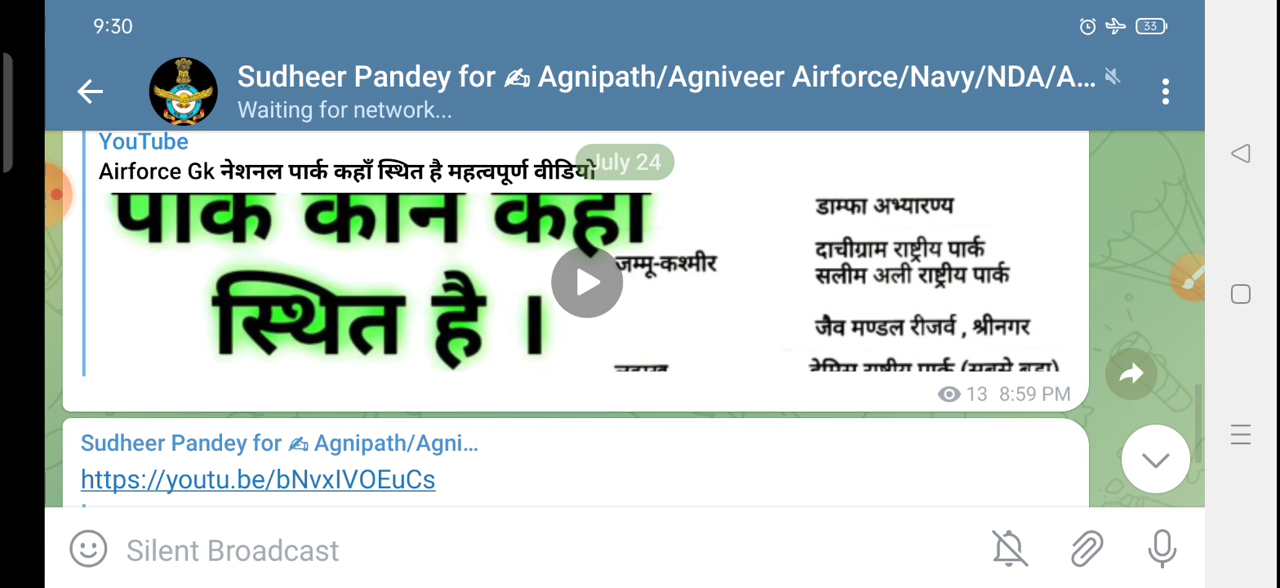 9:30
33
Sudheer Pandey for ✍ Agnipath/Agniveer Airforce/Navy/NDA/A...
Waiting for network...
YouTube
July 24
Airforce Gk नेशनल पार्क कहाँ स्थित है महत्वपूर्ण वीडियो
पार्क कौन कहाँ
स्थित है ।
डाम्फा अभ्यारण्य
जम्मू-कश्मीर
दाचीग्राम राष्ट्रीय पार्क
सलीम अली राष्ट्रीय पार्क
जैव मण्डल रीजर्व , श्रीनगर
13 8:59 PM
Sudheer Pandey for ✍ Agnipath/Agni...
https://youtu.be/bNvxIVOEuCs
Silent Broadcast